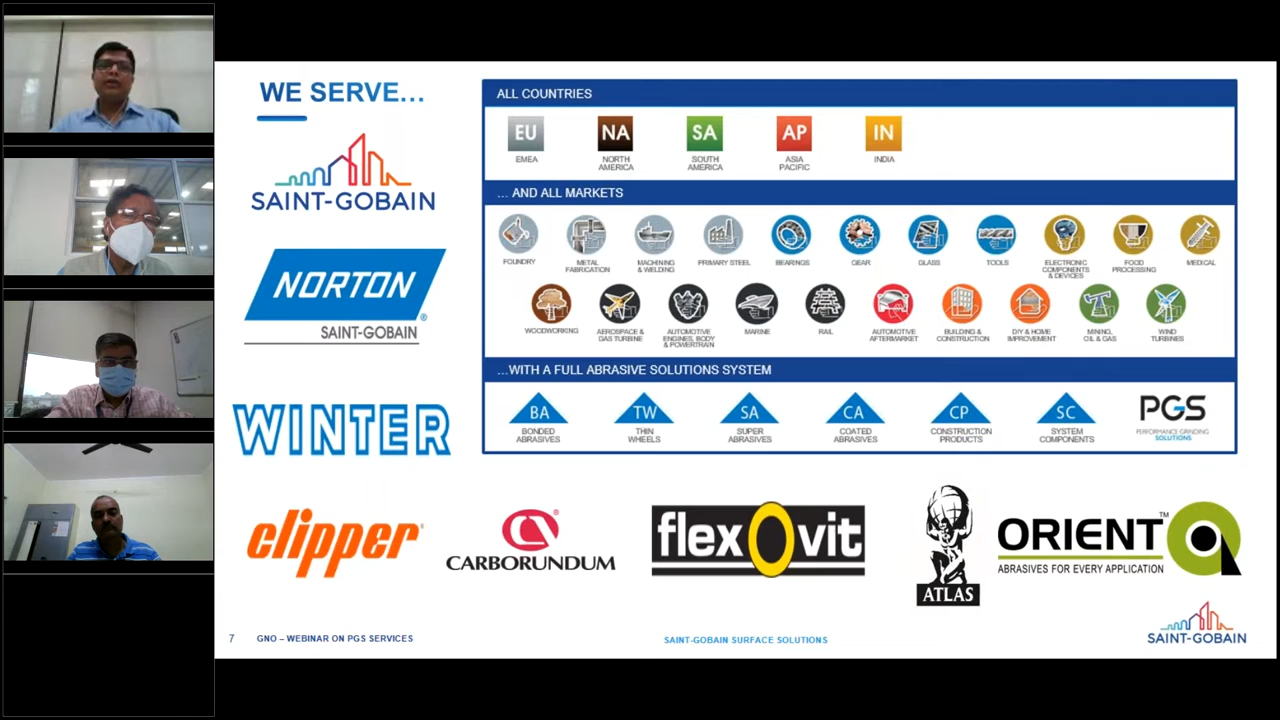 WE SERVE...
SAINT-GOBAIN
NORTON
®
SAINT-GOBAIN
WINTER
ALL COUNTRIES
EU
NA
SA
AP
IN
EMEA
NORTH
AMERICA
SOUTH
AMERICA
ASIA
PACIFIC
INDIA
... AND ALL MARKETS
FOUNDRY
METAL
FABRICATION
MACHINING
& WELDING
PRIMARY STEEL
BEARINGS
GEAR
GLASS
TOOLS
ELECTRONIC
COMPONENTS
& DEVICES
FOOD
PROCESSING
MEDICAL
WOODWORKING
AEROSPACE &
GAS TURBINE
AUTOMOTIVE
ENGINES, BODY
& POWERTRAIN
MARINE
RAIL
AUTOMOTIVE
AFTERMARKET
BUILDING &
CONSTRUCTION
DIY & HOME
IMPROVEMENT
MINING,
OIL & GAS
WIND
TURBINES
...WITH A FULL ABRASIVE SOLUTIONS SYSTEM
BA
BONDED
ABRASIVES
TW
THIN
WHEELS
SA
SUPER
ABRASIVES
CA
COATED
ABRASIVES
CP
CONSTRUCTION
PRODUCTS
SC
SYSTEM
COMPONENTS
PGS
PERFORMANCE GRINDING
SOLUTIONS
clipper®
®
CARBORUNDUM
flexOvit
ATLAS
ORIENT™
ABRASIVES FOR EVERY APPLICATION
7 GNO – WEBINAR ON PGS SERVICES
SAINT-GOBAIN SURFACE SOLUTIONS
SAINT-GOBAIN